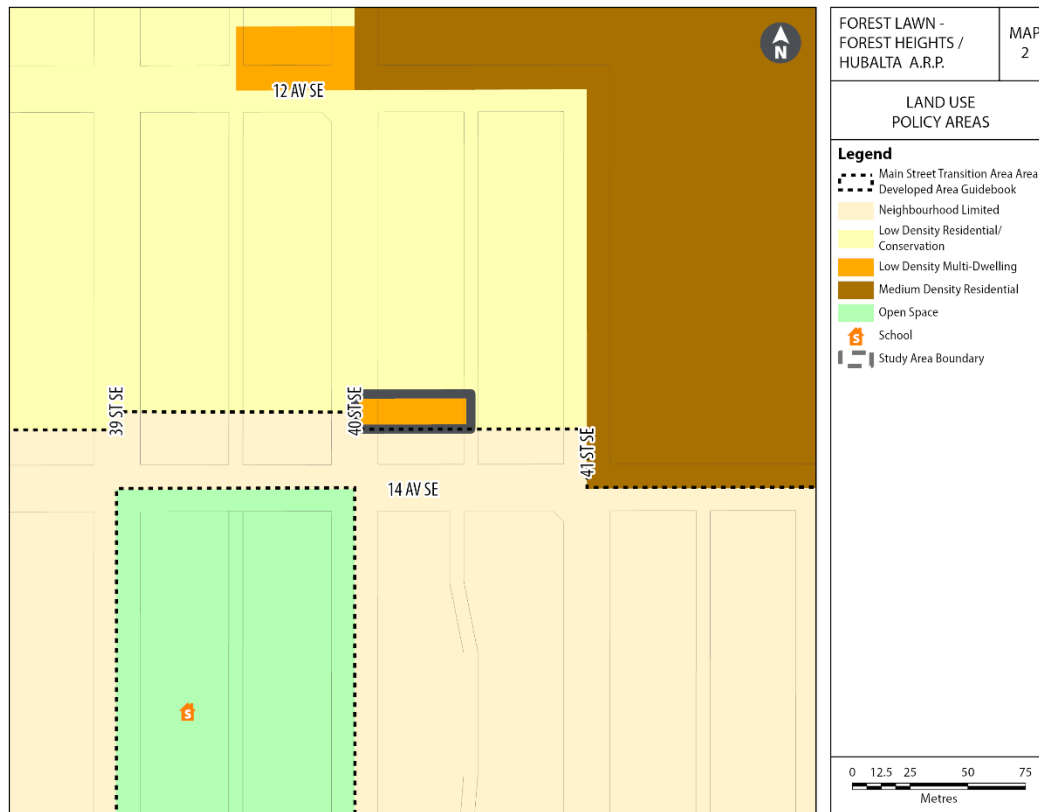 12 AV SE
39 ST SE
40 ST SE
41 ST SE
14 AV SE
S
N
FOREST LAWN -
FOREST HEIGHTS /
HUBALTA A.R.P.
MAP
2
LAND USE
POLICY AREAS
Legend
Main Street Transition Area Area
Developed Area Guidebook
Neighbourhood Limited
Low Density Residential/
Conservation
Low Density Multi-Dwelling
Medium Density Residential
Open Space
S
School
Study Area Boundary
0 12.5 25 50 75
Metres